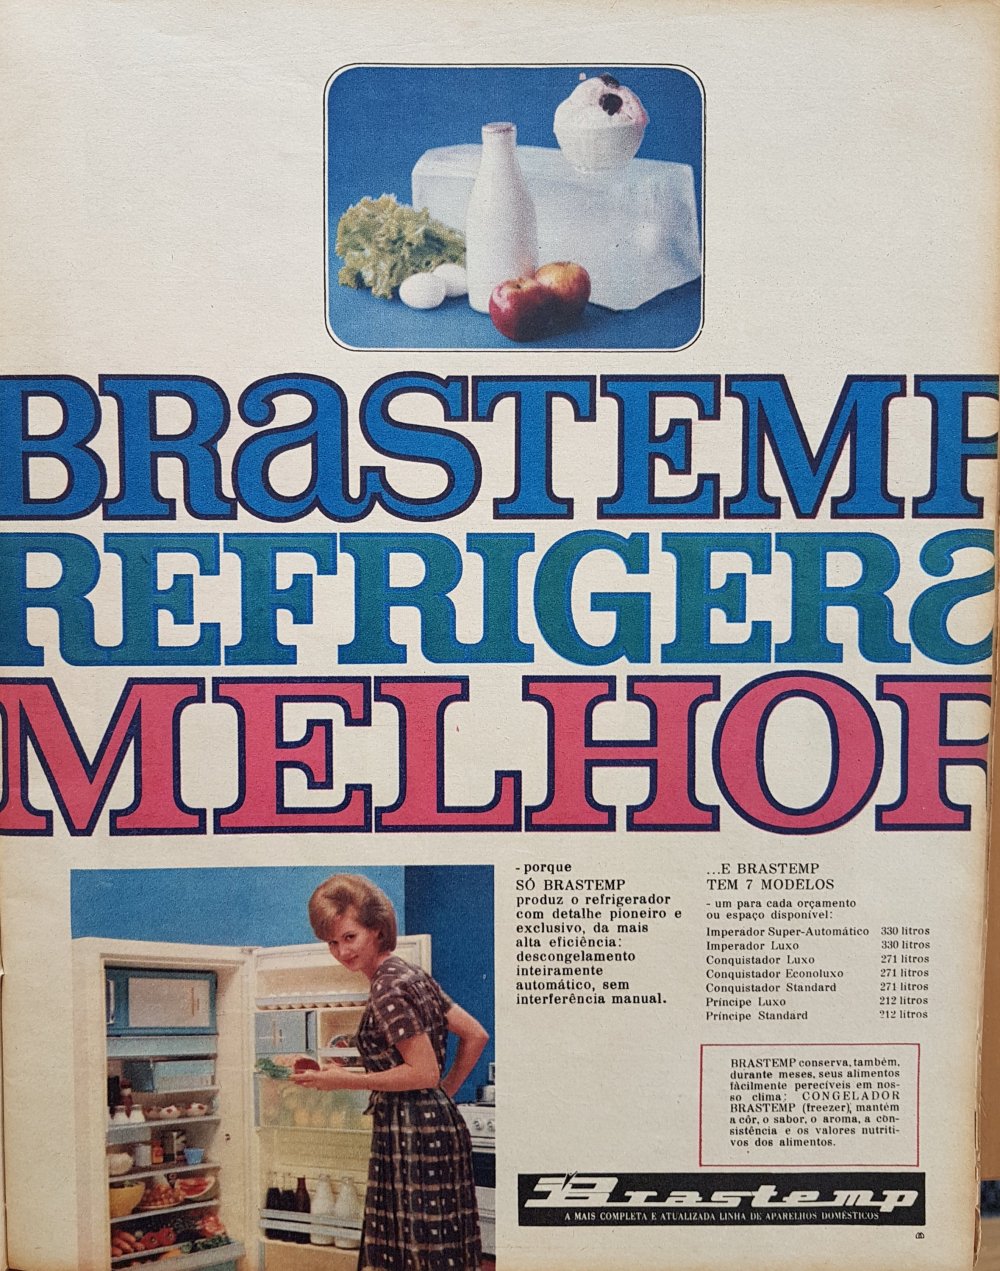 BRaSTEMP
REFRIGERa
MELHOR
- porque
SÓ BRASTEMP
produz o refrigerador
com detalhe pioneiro e
exclusivo, da mais
alta eficiência:
descongelamento
inteiramente
automático, sem
interferência manual.
...E BRASTEMP
TEM 7 MODELOS
- um para cada orçamento
ou espaço disponível:
Imperador Super-Automático 330 litros
Imperador Luxo 330 litros
Conquistador Luxo 271 litros
Conquistador Econoluxo 271 litros
Conquistador Standard 271 litros
Príncipe Luxo 212 litros
Príncipe Standard 212 litros
BRASTEMP conserva, também,
durante meses, seus alimentos
fàcilmente perecíveis em nos-
so clima: CONGELADOR
BRASTEMP (freezer), mantém
a côr, o sabor, o aroma, a con-
sistência e os valores nutriti-
vos dos alimentos.
Brastemp
A MAIS COMPLETA E ATUALIZADA LINHA DE APARELHOS DOMÉSTICOS